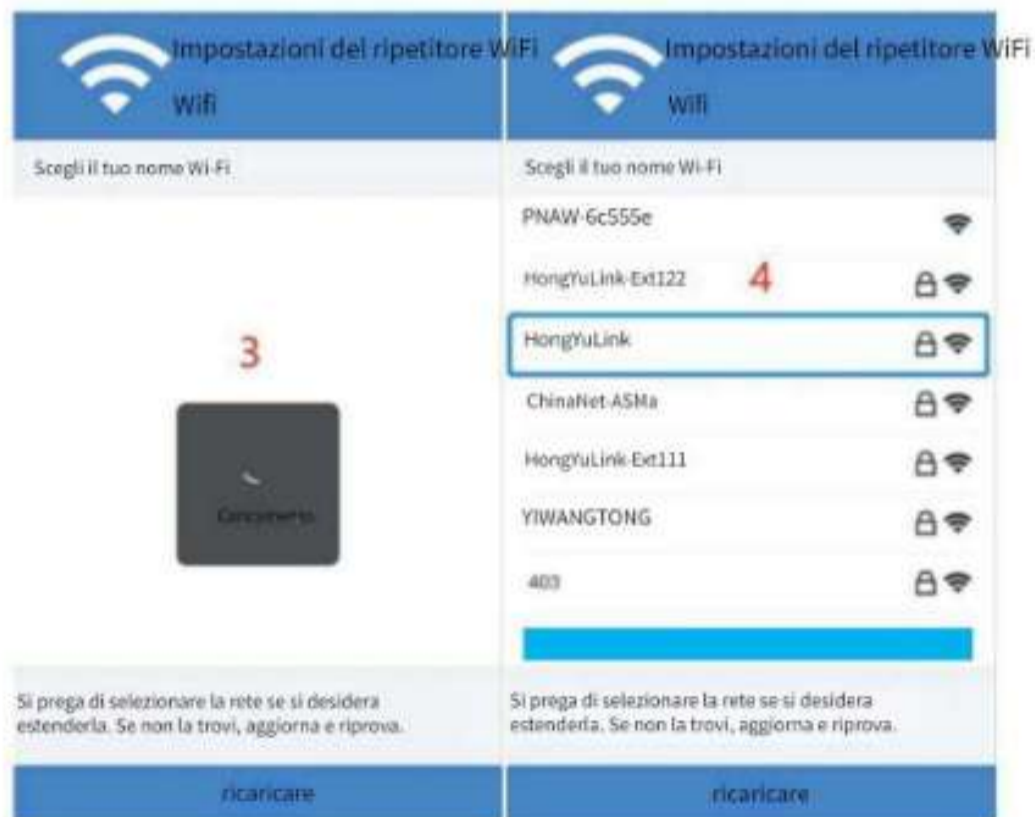 Impostazioni del ripetitore WiFi
Wifi
Scegli il tuo nome Wi-Fi
3
Caricamento
Si prega di selezionare la rete se si desidera
estenderla. Se non la trovi, aggiorna e riprova.
ricaricare
Impostazioni del ripetitore WiFi
Wifi
Scegli il tuo nome Wi-Fi
PNAW-6c555e
HongYuLink-Ext122
4
HongYuLink
ChinaNet-ASMa
HongYuLink-Ext111
YIWANGTONG
403
Si prega di selezionare la rete se si desidera
estenderla. Se non la trovi, aggiorna e riprova.
ricaricare